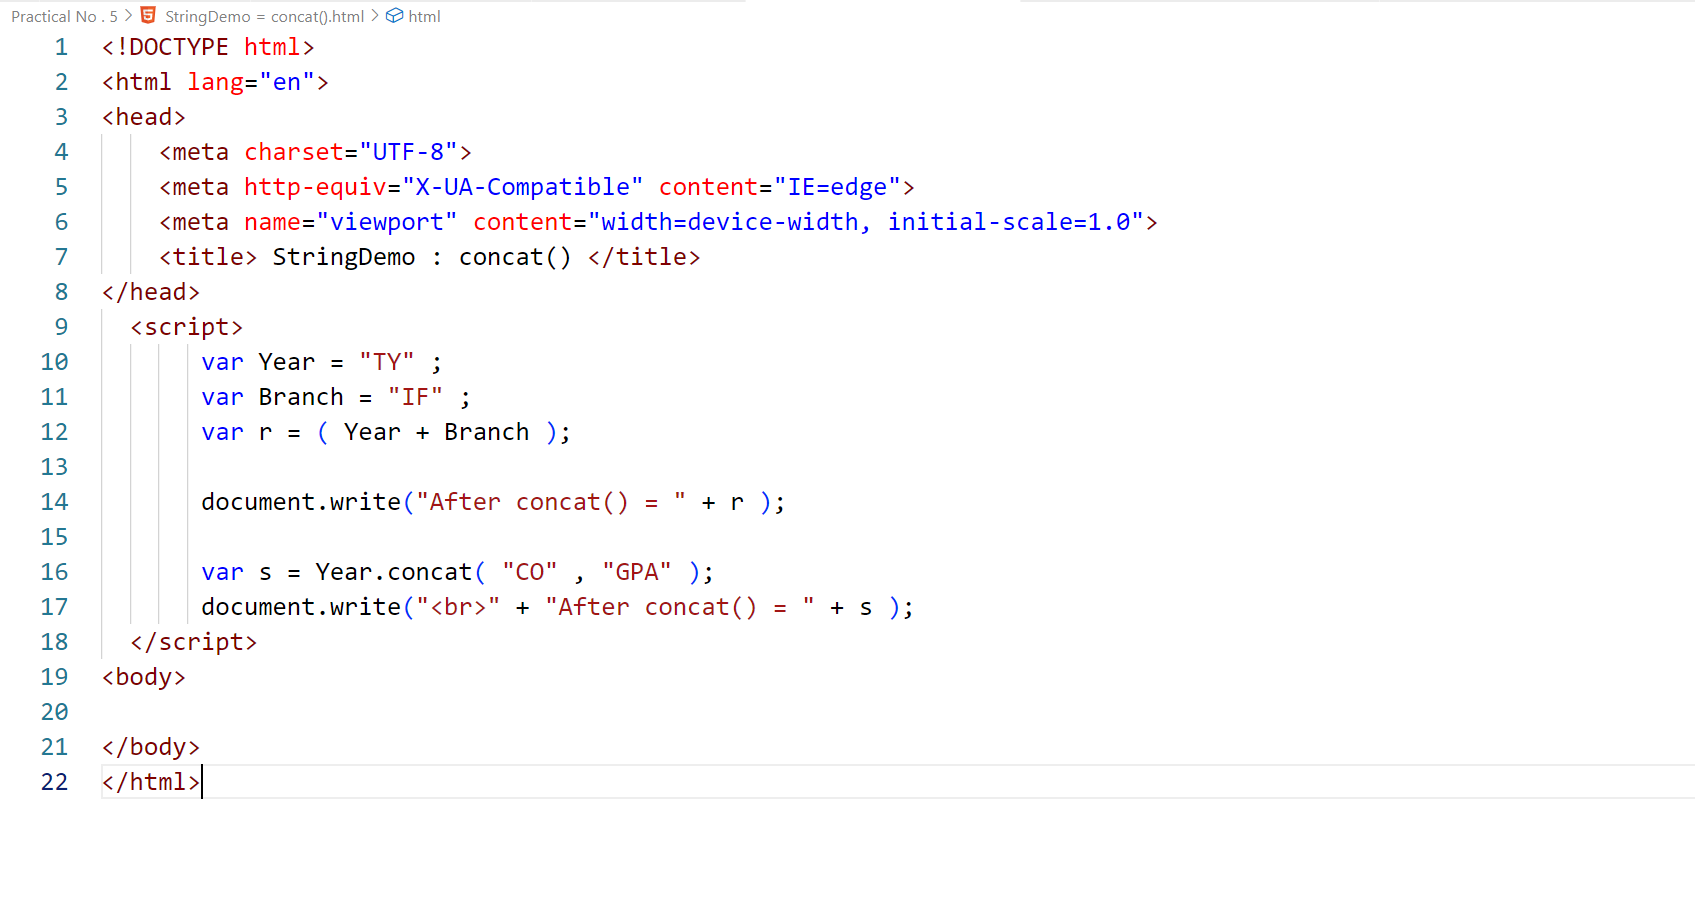 Practical No . 5 > StringDemo = concat().html > html
1 <!DOCTYPE html>
2 <html lang="en">
3 <head>
4     <meta charset="UTF-8">
5     <meta http-equiv="X-UA-Compatible" content="IE=edge">
6     <meta name="viewport" content="width=device-width, initial-scale=1.0">
7     <title> StringDemo : concat() </title>
8 </head>
9   <script>
10        var Year = "TY" ;
11        var Branch = "IF" ;
12        var r = ( Year + Branch );
13
14        document.write("After concat() = " + r );
15
16        var s = Year.concat( "CO" , "GPA" );
17        document.write("<br>" + "After concat() = " + s );
18   </script>
19 <body>
20
21 </body>
22 </html>